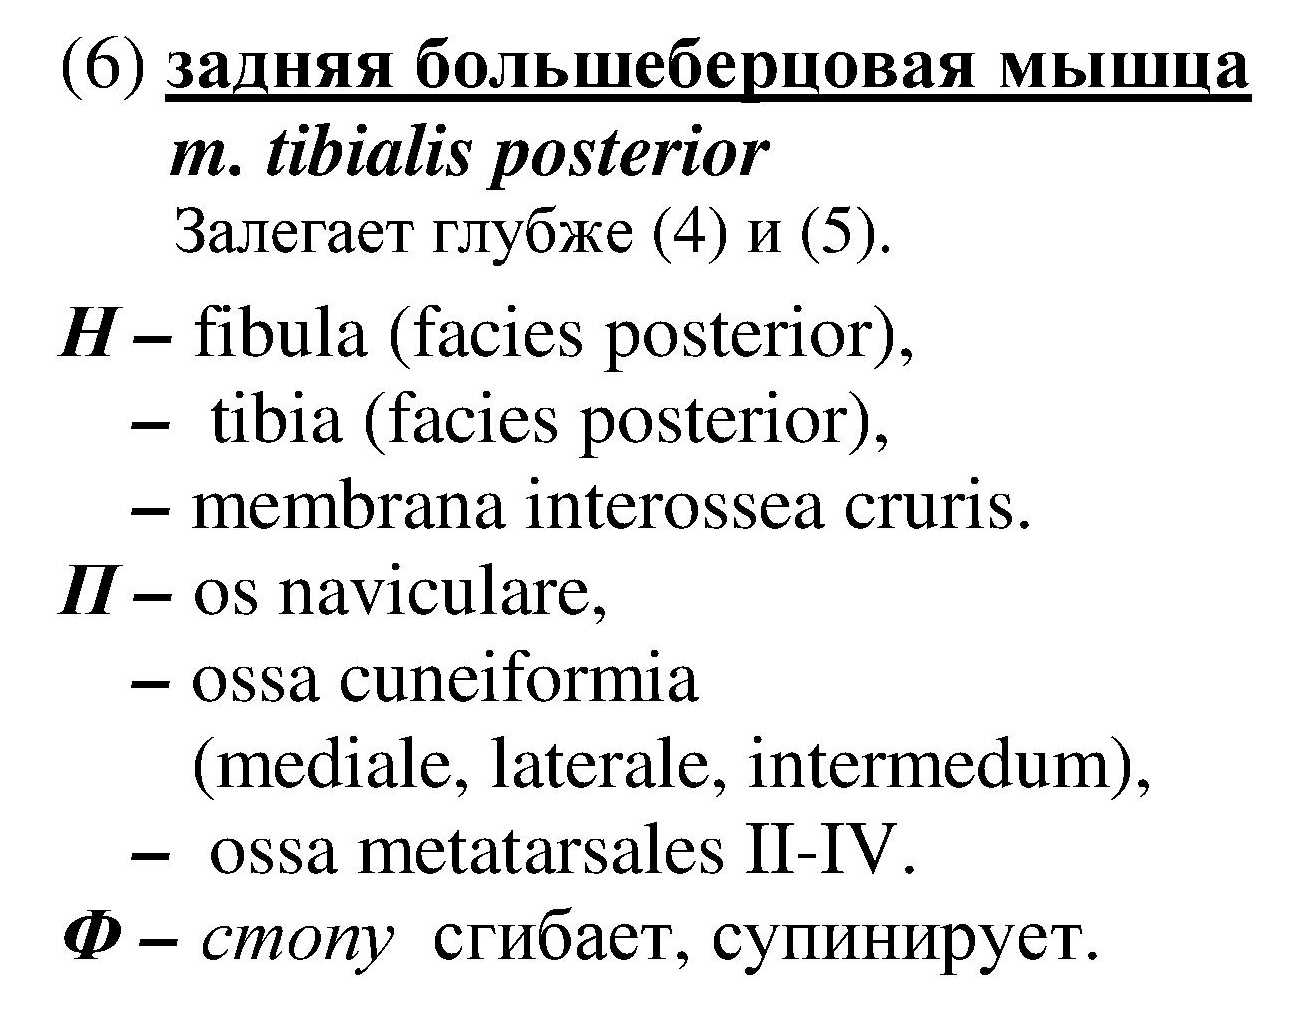 (6) задняя большеберцовая мышца
m. tibialis posterior
Залегает глубже (4) и (5).
Н – fibula (facies posterior),
– tibia (facies posterior),
– membrana interossea cruris.
П – os naviculare,
– ossa cuneiformia
(mediale, laterale, intermedum),
– ossa metatarsales II-IV.
Ф – стопу сгибает, супинирует.